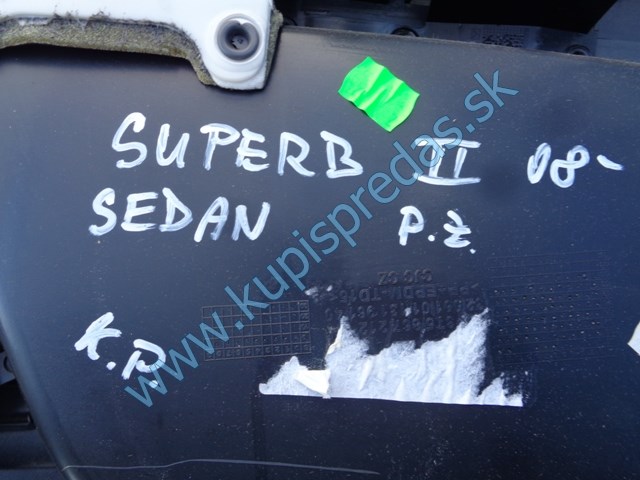 SUPERB II 08-
SEDAN P.Ž.
K.P.
www.kupispredas.sk